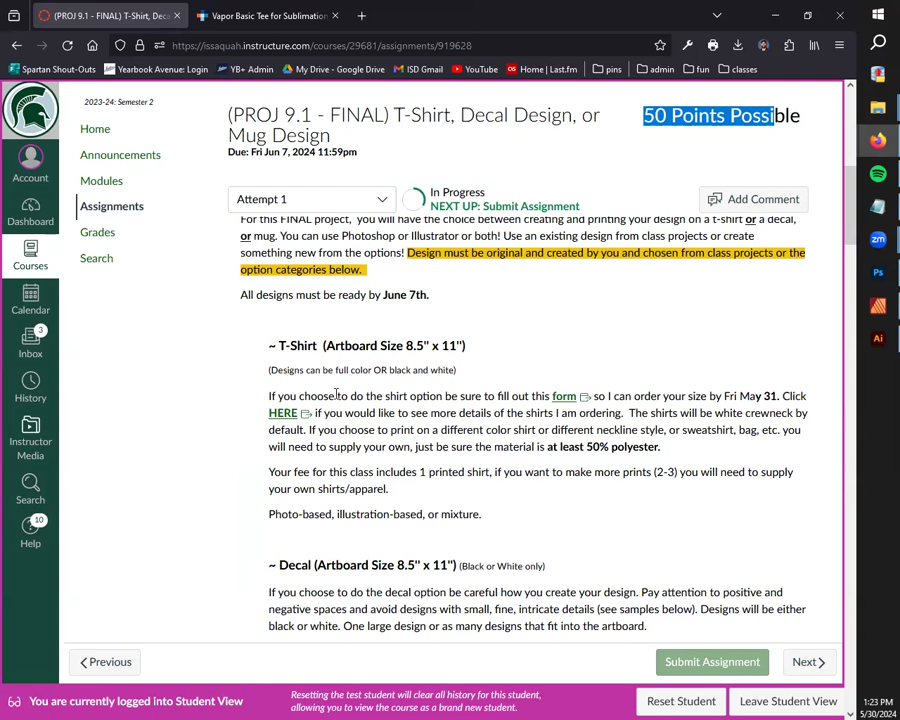 (PROJ 9.1 - FINAL) T-Shirt, Deca
Vapor Basic Tee for Sublimation
https://issaquah.instructure.com/courses/29681/assignments/919628
Spartan Shout-Outs
Yearbook Avenue: Login
YB+ Admin
My Drive - Google Drive
ISD Gmail
YouTube
Home | Last.fm
pins
admin
fun
classes
2023-24: Semester 2
Home
Announcements
Modules
Assignments
Grades
Search
Account
Dashboard
Courses
Calendar
3
Inbox
History
Instructor
Media
Search
10
Help
(PROJ 9.1 - FINAL) T-Shirt, Decal Design, or
Mug Design
Due: Fri Jun 7, 2024 11:59pm
50 Points Possible
Attempt 1
In Progress
NEXT UP: Submit Assignment
Add Comment
For this FINAL project, you will have the choice between creating and printing your design on a t-shirt or a decal,
or mug. You can use Photoshop or Illustrator or both! Use an existing design from class projects or create
something new from the options! Design must be original and created by you and chosen from class projects or the
option categories below.
All designs must be ready by June 7th.
~ T-Shirt (Artboard Size 8.5" x 11")
(Designs can be full color OR black and white)
If you choose to do the shirt option be sure to fill out this form so I can order your size by Fri May 31. Click
HERE if you would like to see more details of the shirts I am ordering. The shirts will be white crewneck by
default. If you choose to print on a different color shirt or different neckline style, or sweatshirt, bag, etc. you
will need to supply your own, just be sure the material is at least 50% polyester.
Your fee for this class includes 1 printed shirt, if you want to make more prints (2-3) you will need to supply
your own shirts/apparel.
Photo-based, illustration-based, or mixture.
~ Decal (Artboard Size 8.5" x 11") (Black or White only)
If you choose to do the decal option be careful how you create your design. Pay attention to positive and
negative spaces and avoid designs with small, fine, intricate details (see samples below). Designs will be either
black or white. One large design or as many designs that fit into the artboard.
Previous
Submit Assignment
Next
You are currently logged into Student View
Resetting the test student will clear all history for this student,
allowing you to view the course as a brand new student.
Reset Student
Leave Student View
zm
Ps
Ai
1:23 PM
5/30/2024